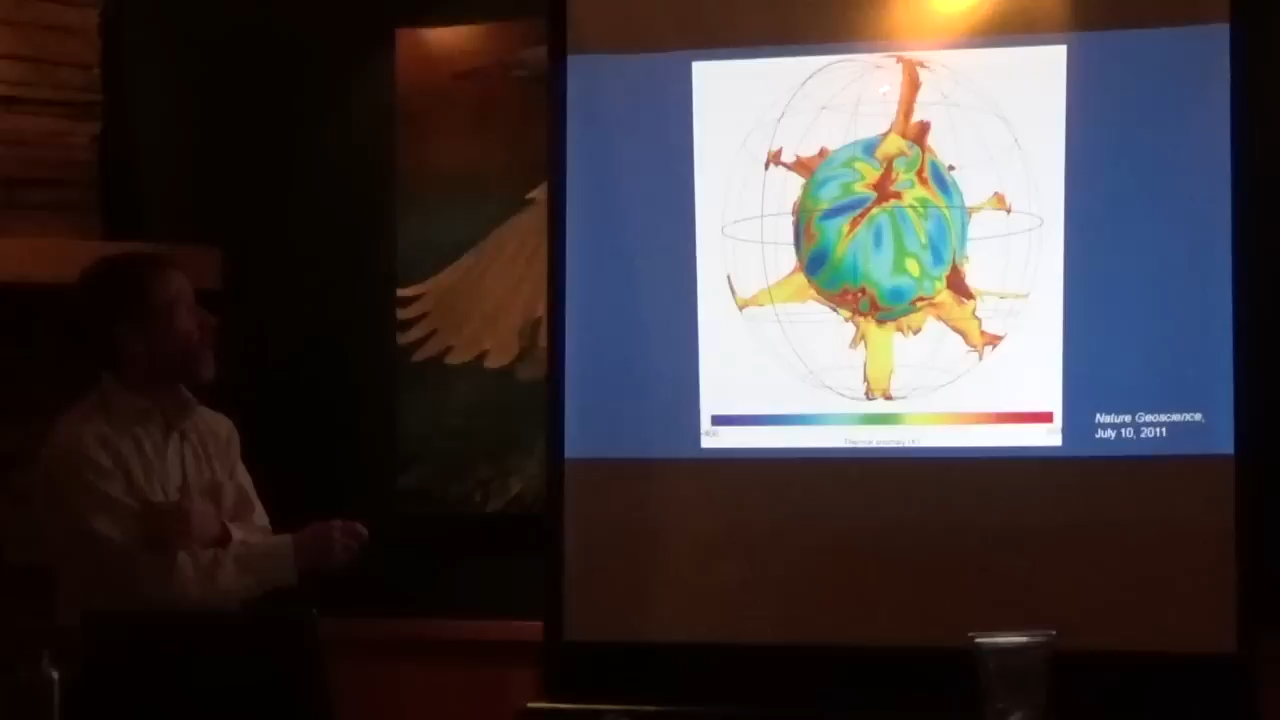 Thermal anomaly (K)
Nature Geoscience,
July 10, 2011